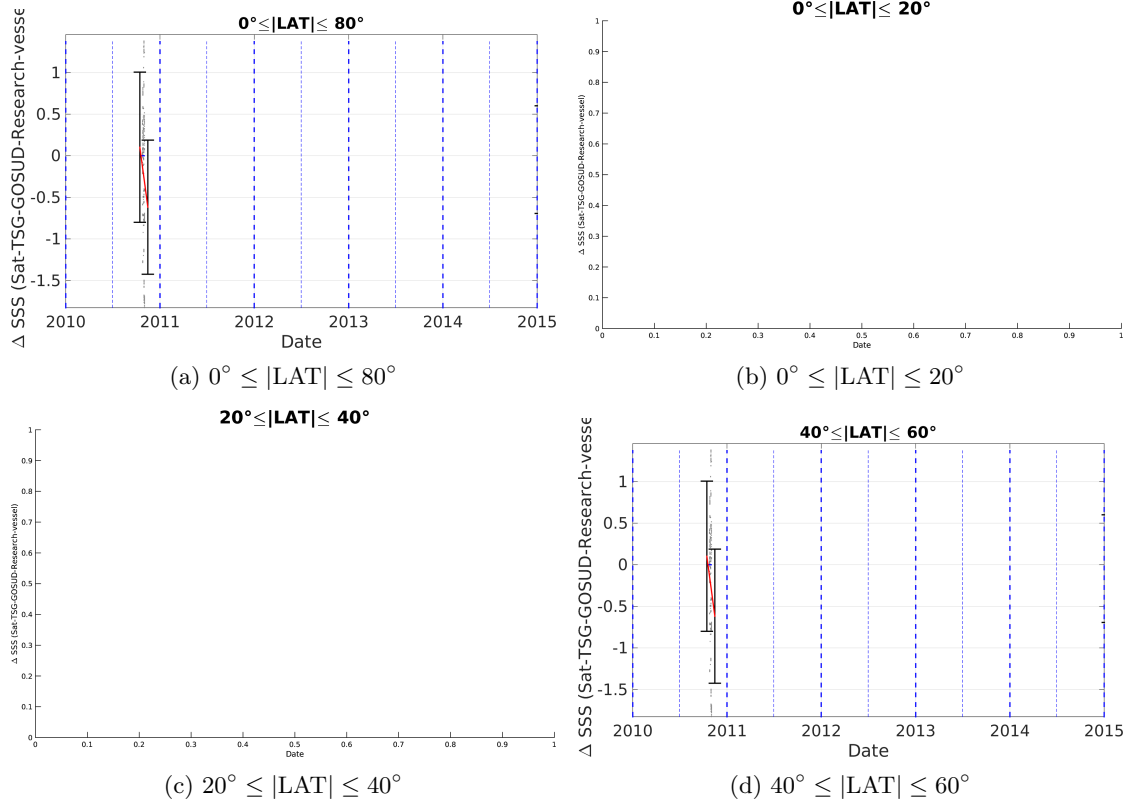 0°≤|LAT|≤ 80°
Δ SSS (Sat-TSG-GOSUD-Research-vesse
1
0.5
0
-0.5
-1
-1.5
2010 2011 2012 2013 2014 2015
Date
(a) 0° ≤ |LAT| ≤ 80°
0°≤|LAT|≤ 20°
Δ SSS (Sat-TSG-GOSUD-Research-vessel)
1
0.9
0.8
0.7
0.6
0.5
0.4
0.3
0.2
0.1
0
0 0.1 0.2 0.3 0.4 0.5 0.6 0.7 0.8 0.9 1
Date
(b) 0° ≤ |LAT| ≤ 20°
20°≤|LAT|≤ 40°
Δ SSS (Sat-TSG-GOSUD-Research-vessel)
1
0.9
0.8
0.7
0.6
0.5
0.4
0.3
0.2
0.1
0
0 0.1 0.2 0.3 0.4 0.5 0.6 0.7 0.8 0.9 1
Date
(c) 20° ≤ |LAT| ≤ 40°
40°≤|LAT|≤ 60°
Δ SSS (Sat-TSG-GOSUD-Research-vesse
1
0.5
0
-0.5
-1
-1.5
2010 2011 2012 2013 2014 2015
Date
(d) 40° ≤ |LAT| ≤ 60°